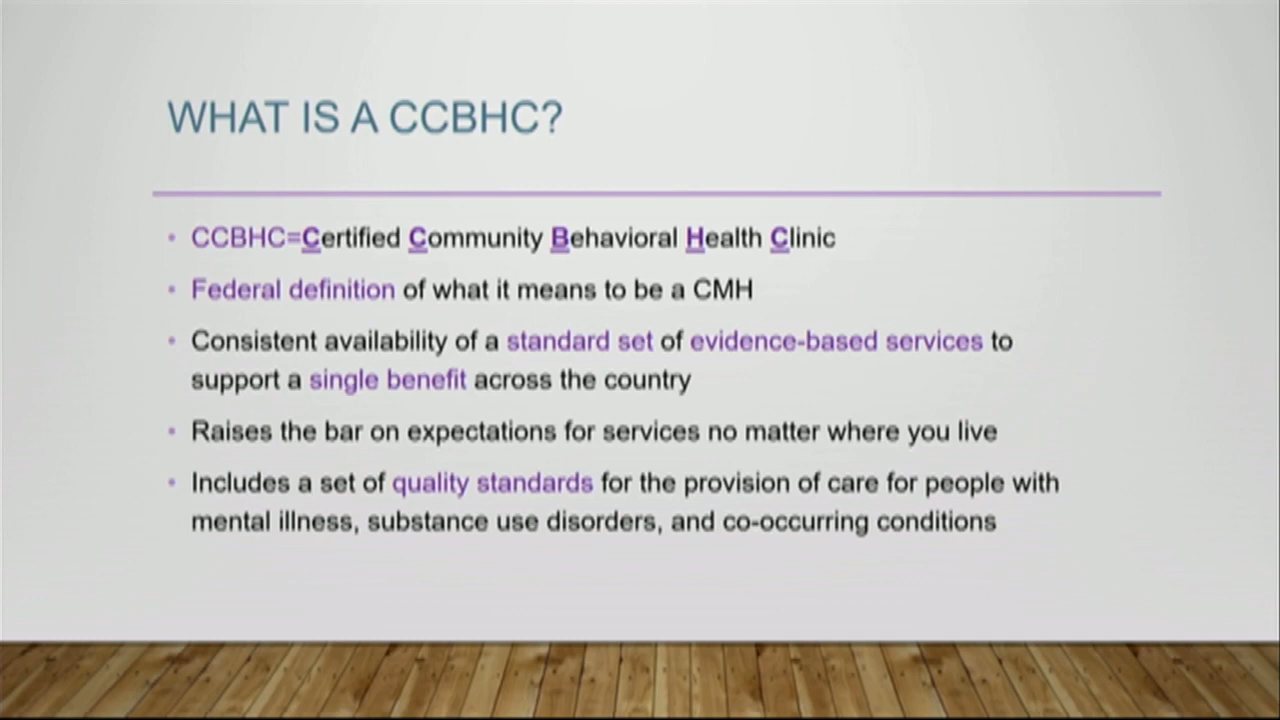 WHAT IS A CCBHC?
• CCBHC=Certified Community Behavioral Health Clinic
• Federal definition of what it means to be a CMH
• Consistent availability of a standard set of evidence-based services to
support a single benefit across the country
• Raises the bar on expectations for services no matter where you live
• Includes a set of quality standards for the provision of care for people with
mental illness, substance use disorders, and co-occurring conditions